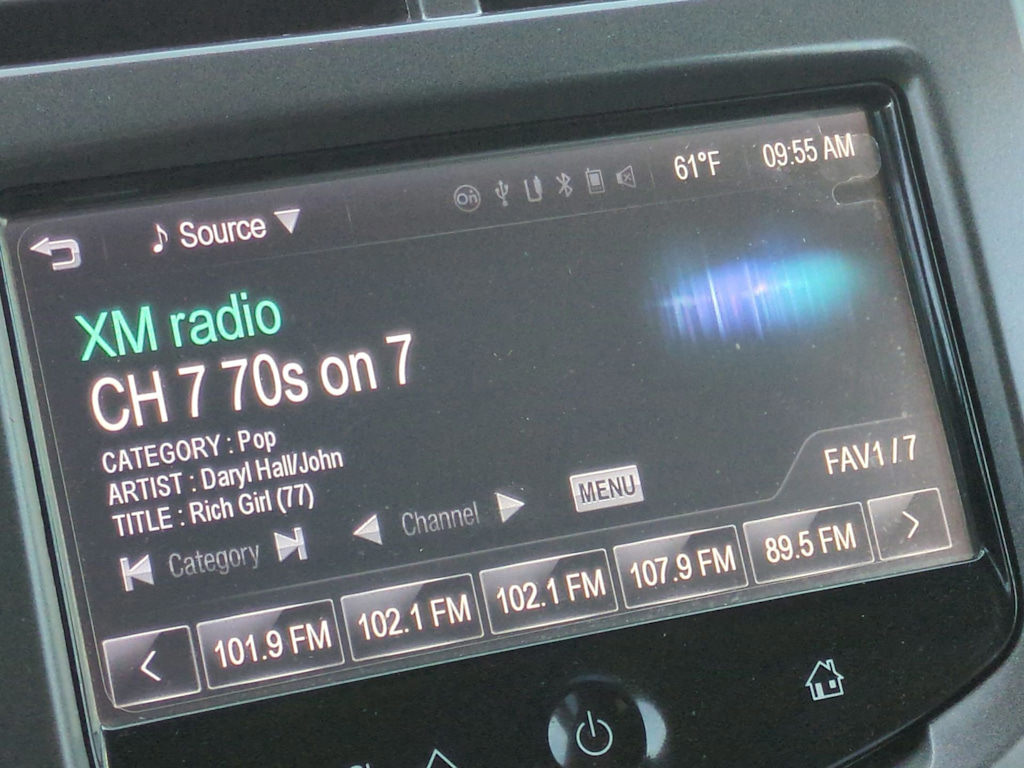 Source
61°F
09:55 AM
XM radio
CH 7 70s on 7
CATEGORY : Pop
ARTIST : Daryl Hall/John
TITLE : Rich Girl (77)
Category
Channel
MENU
FAV1 / 7
101.9 FM
102.1 FM
102.1 FM
107.9 FM
89.5 FM